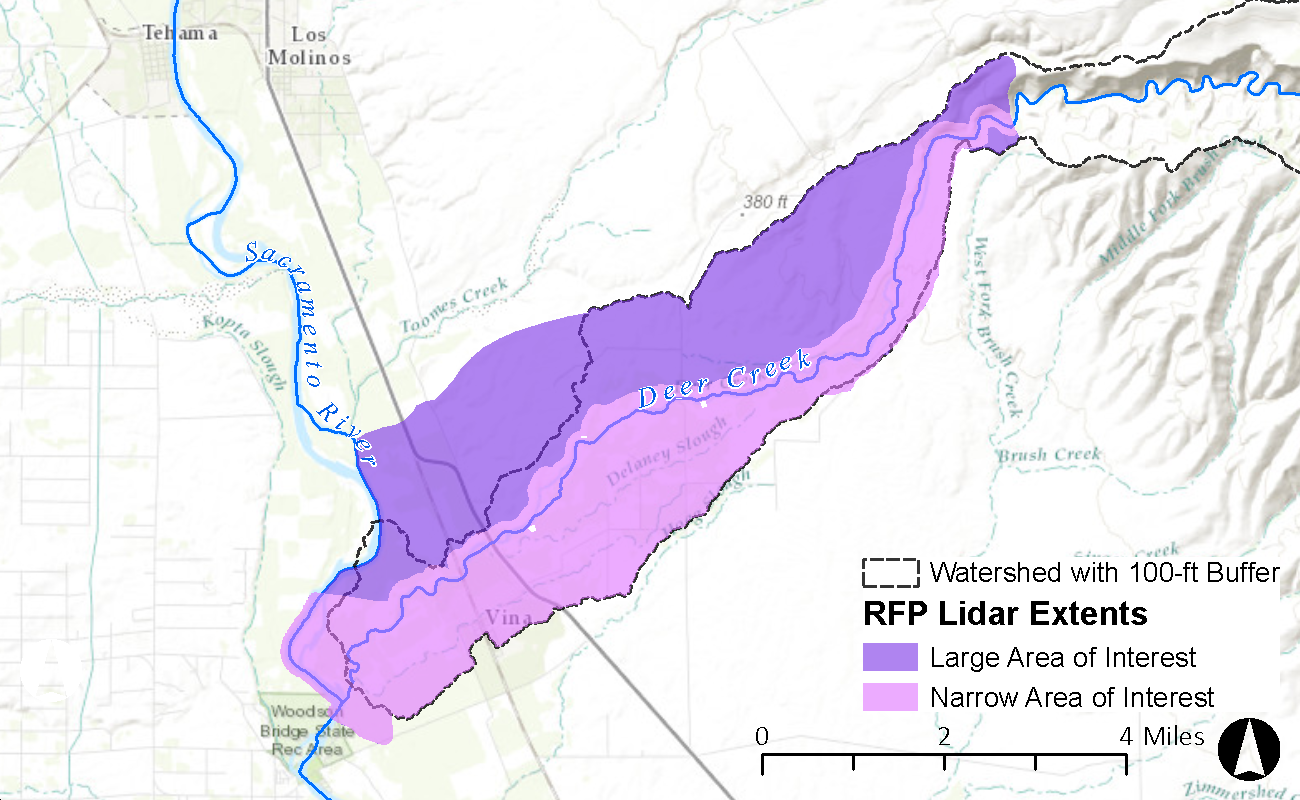 Tehama
Los
Molinos
380 ft
Sacramento River
Kopta Slough
Toomes Creek
Middle Fork Brush
West Fork Brush Creek
Deer Creek
Delaney Slough
Brush Creek
Slough
Creek
Vina
Woodson
Bridge State
Rec Area
Watershed with 100-ft Buffer
RFP Lidar Extents
Large Area of Interest
Narrow Area of Interest
0 2 4 Miles
Zimmershed C